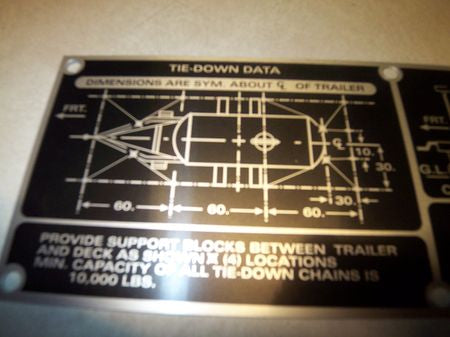 TIE-DOWN DATA
DIMENSIONS ARE SYM. ABOUT ℄ OF TRAILER
FRT.
FRT.
℄
10.
30.
60.
60.
60.
30.
G.L.
PROVIDE SUPPORT BLOCKS BETWEEN TRAILER
AND DECK AS SHOWN X (4) LOCATIONS
MIN. CAPACITY OF ALL TIE-DOWN CHAINS IS
10,000 LBS.